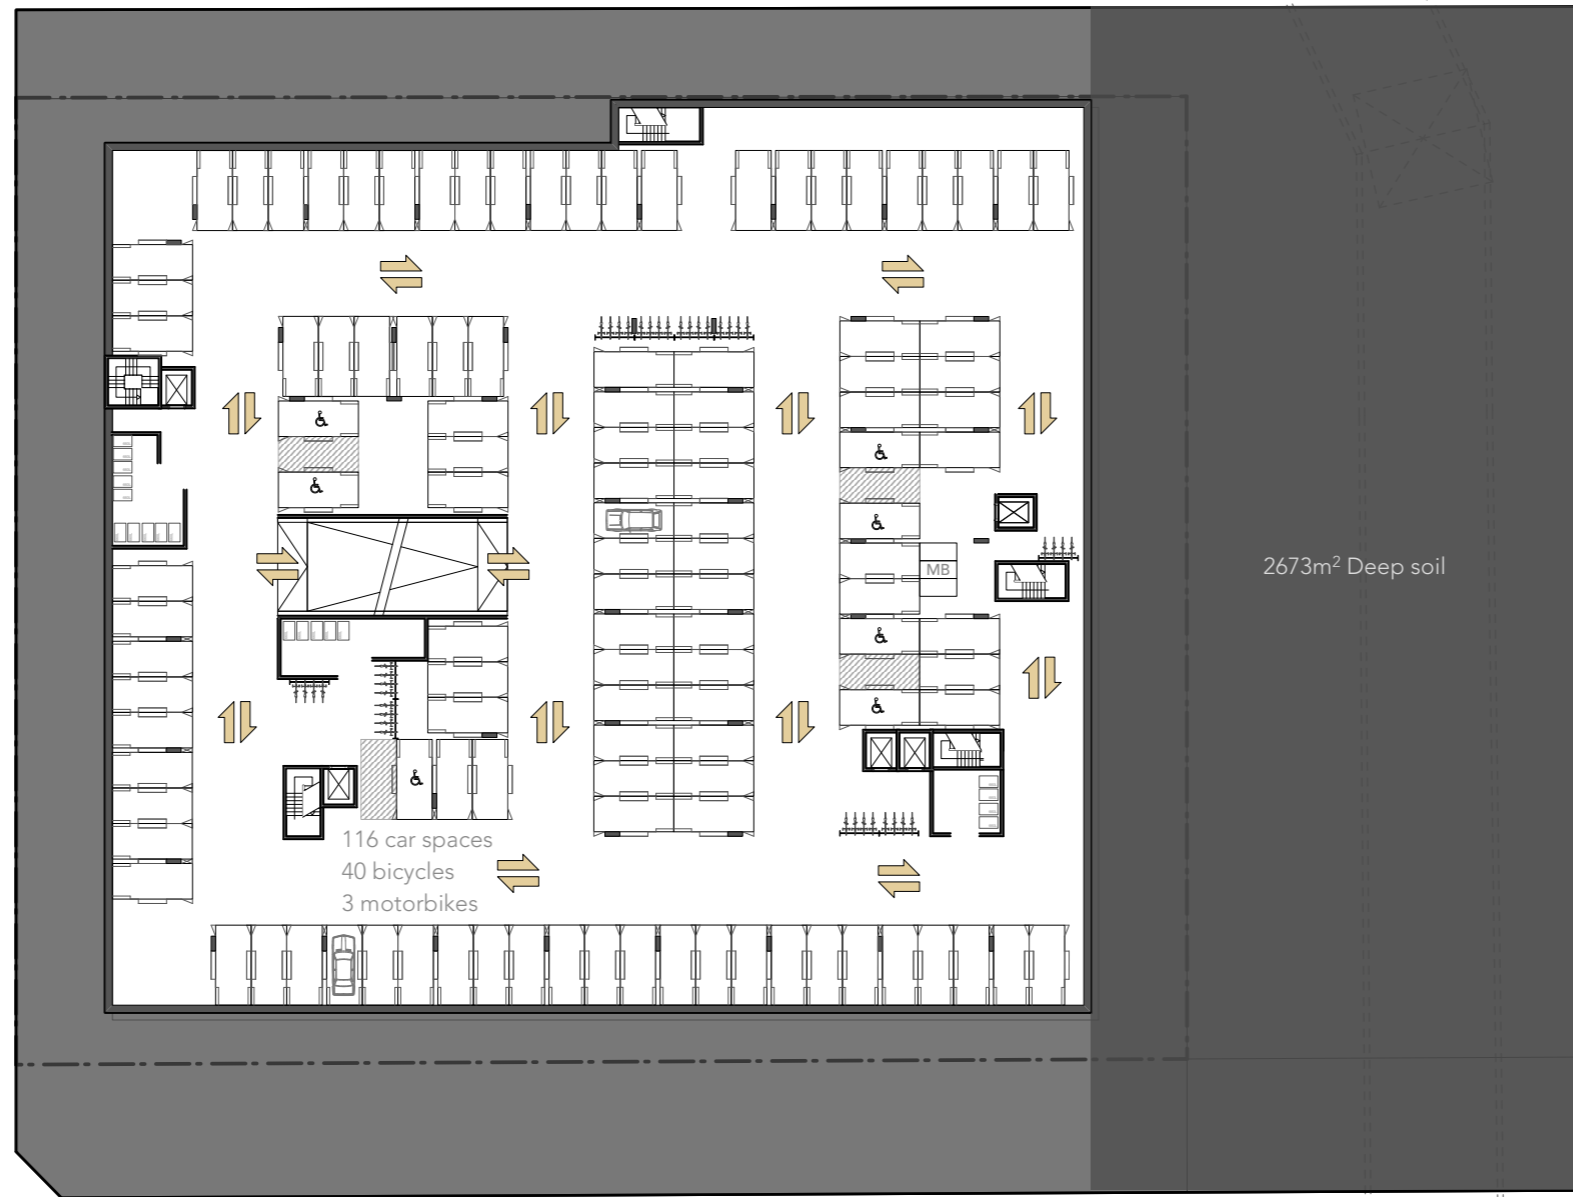 2673m² Deep soil
MB
116 car spaces
40 bicycles
3 motorbikes